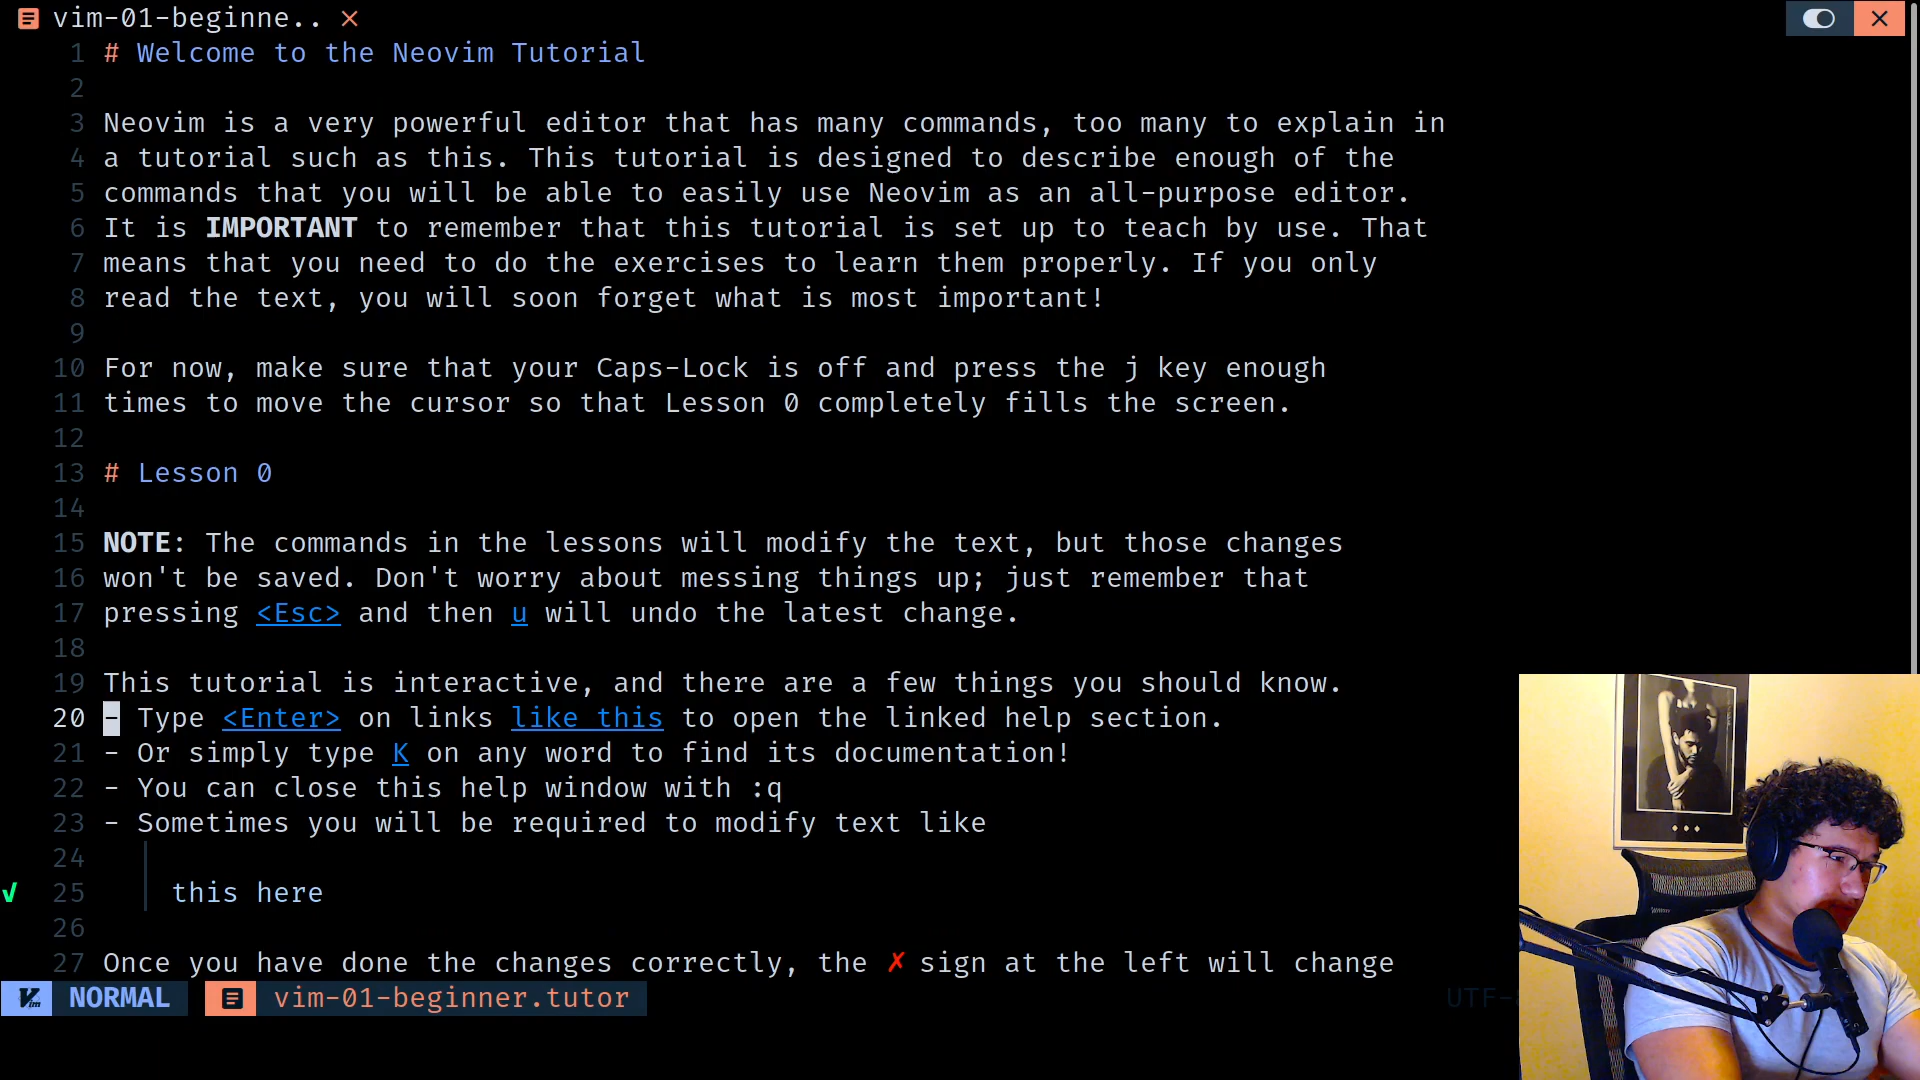 vim-01-beginne..
1 # Welcome to the Neovim Tutorial
2
3 Neovim is a very powerful editor that has many commands, too many to explain in
4 a tutorial such as this. This tutorial is designed to describe enough of the
5 commands that you will be able to easily use Neovim as an all-purpose editor.
6 It is IMPORTANT to remember that this tutorial is set up to teach by use. That
7 means that you need to do the exercises to learn them properly. If you only
8 read the text, you will soon forget what is most important!
9
10 For now, make sure that your Caps-Lock is off and press the j key enough
11 times to move the cursor so that Lesson 0 completely fills the screen.
12
13 # Lesson 0
14
15 NOTE: The commands in the lessons will modify the text, but those changes
16 won't be saved. Don't worry about messing things up; just remember that
17 pressing <Esc> and then u will undo the latest change.
18
19 This tutorial is interactive, and there are a few things you should know.
20 - Type <Enter> on links like this to open the linked help section.
21 - Or simply type K on any word to find its documentation!
22 - You can close this help window with :q
23 - Sometimes you will be required to modify text like
24
√ 25 this here
26
27 Once you have done the changes correctly, the ✗ sign at the left will change
Vim NORMAL vim-01-beginner.tutor UTF-